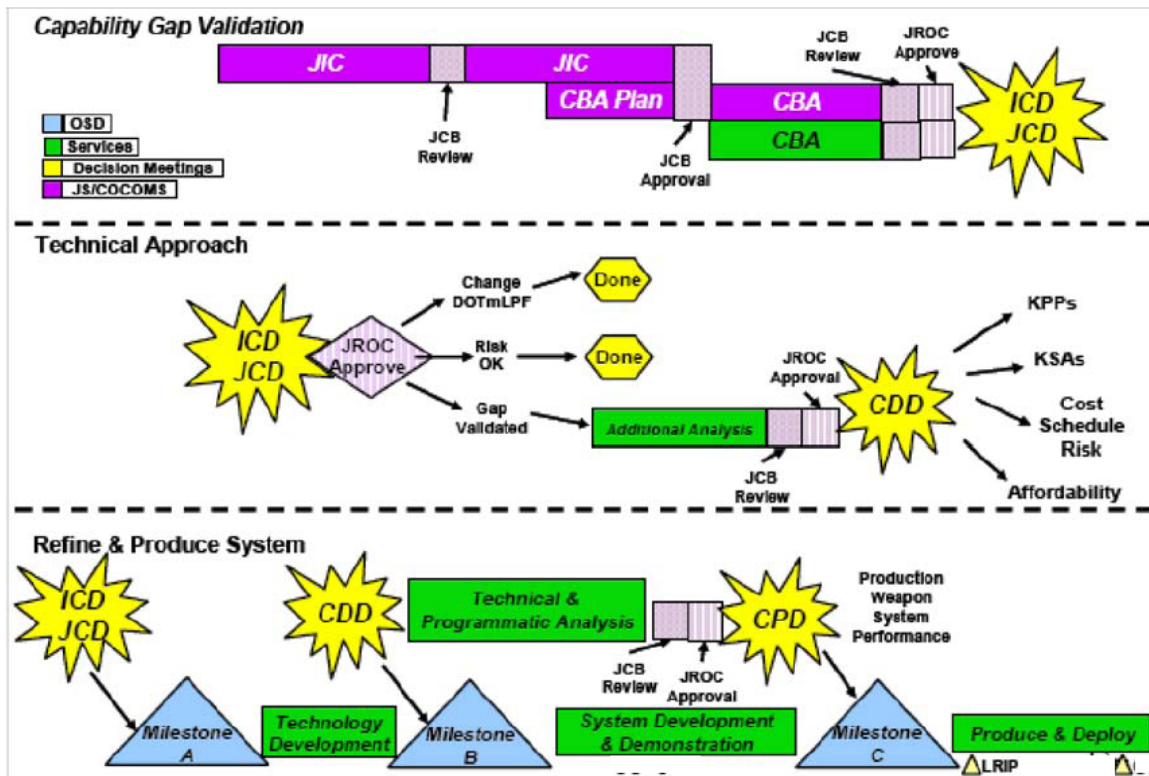 Capability Gap Validation
JIC
JIC
CBA Plan
CBA
CBA
JCB
Review
JCB
Approval
JCB
Review
JROC
Approve
ICD
JCD
OSD
Services
Decision Meetings
JS/COCOMS
Technical Approach
ICD
JCD
JROC
Approve
Change
DOTmLPF
Done
Risk
OK
Done
Gap
Validated
Additional Analysis
JCB
Review
JROC
Approval
CDD
KPPs
KSAs
Cost
Schedule
Risk
Affordability
Refine & Produce System
ICD
JCD
CDD
Technical &
Programmatic Analysis
JCB
Review
JROC
Approval
CPD
Production
Weapon
System
Performance
Milestone
A
Technology
Development
Milestone
B
System Development
& Demonstration
Milestone
C
Produce & Deploy
LRIP